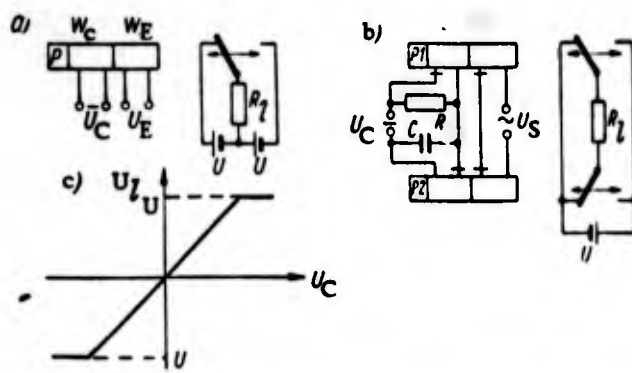 a) W_C W_E
P
U_C U_E
R_l
U U
b)
P1
R
U_C
C
~ U_S
P2
R_l
U
c) U_l
U
U_C
U